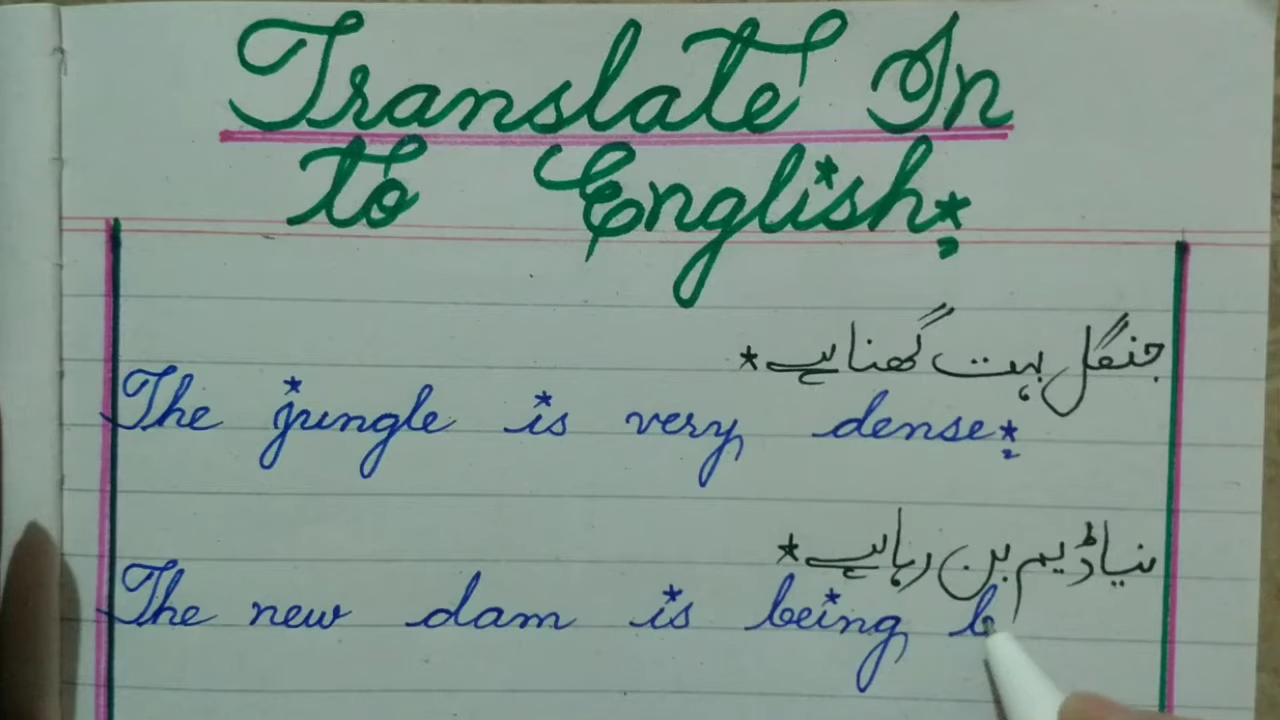 Translate In
to English.
جنگل بہت گھنا ہے
The jungle is very dense.
نیا ڈیم بن رہا ہے
The new dam is being b